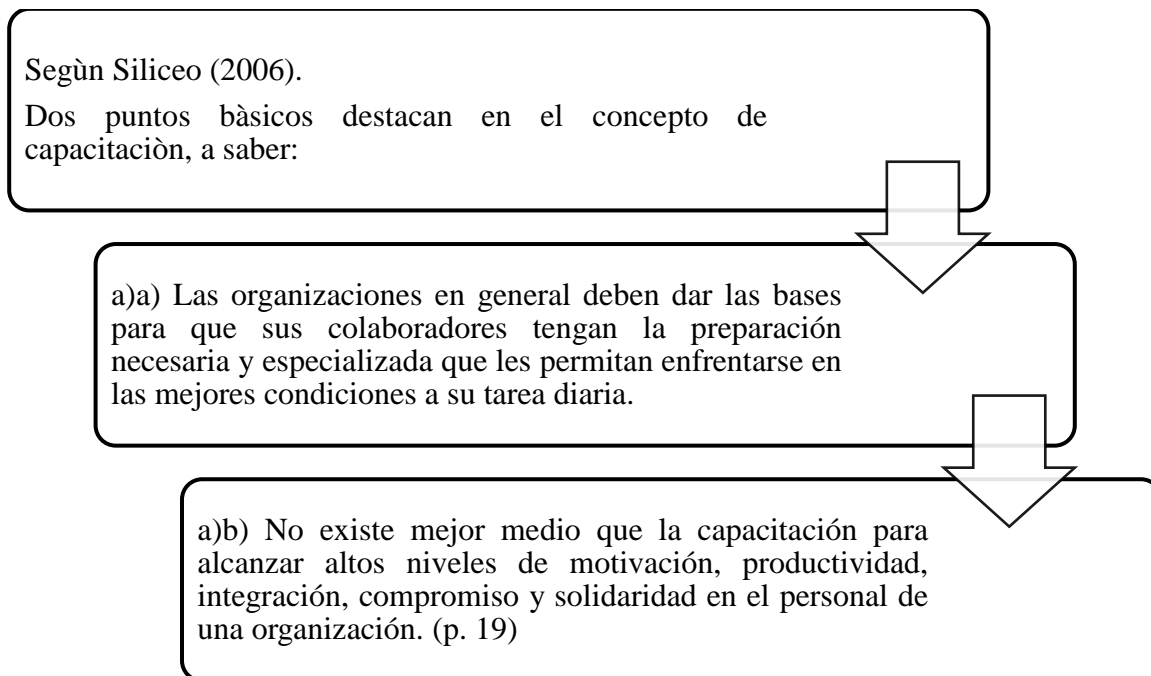 Segùn Siliceo (2006).
Dos puntos bàsicos destacan en el concepto de
capacitaciòn, a saber:
a)a) Las organizaciones en general deben dar las bases
para que sus colaboradores tengan la preparación
necesaria y especializada que les permitan enfrentarse en
las mejores condiciones a su tarea diaria.
a)b) No existe mejor medio que la capacitación para
alcanzar altos niveles de motivación, productividad,
integración, compromiso y solidaridad en el personal de
una organización. (p. 19)